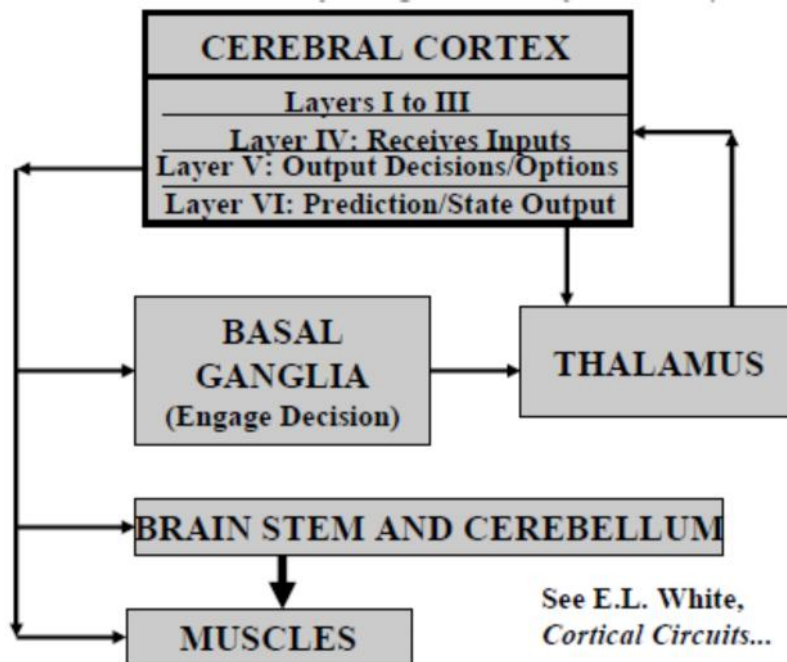 CEREBRAL CORTEX
Layers I to III
Layer IV: Receives Inputs
Layer V: Output Decisions/Options
Layer VI: Prediction/State Output
BASAL
GANGLIA
(Engage Decision)
THALAMUS
BRAIN STEM AND CEREBELLUM
MUSCLES
See E.L. White,
Cortical Circuits...